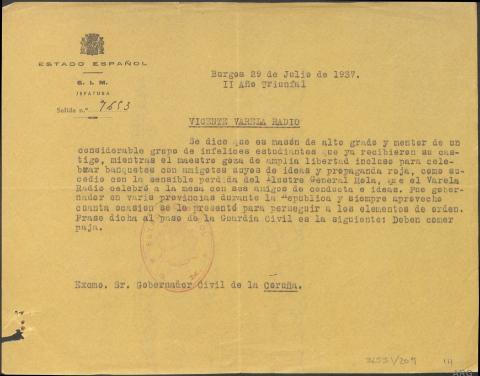 ESTADO ESPAÑOL
S. I. M.
JEFATURA
Salida n.º 7653
Burgos 29 de Julio de 1937.
II Año Triunfal
VICENTE VARELA RADIO
Se dice que es masón de alto grado y mentor de un
considerable grupo de infelices estudiantes que ya recibieron su cas-
tigo, mientras el maestro goza de amplia libertad incluso para cele-
brar banquetes con amigotes suyos de ideas y propaganda roja, como su-
cedio con la sensible perdida del ilustre General Mola, que el Varela
Radio celebró a la mesa con sus amigos de conducta e ideas. Fue gober-
nador en varis provincias durante la República y siempre aprovechó
cuanta ocasion se le presentó para perseguir a los elementos de orden.
Frase dicha al paso de la Guardia Civil es la siguiente: Deben comer
paja.
Excmo. Sr. Gobernador Civil de la Coruña.